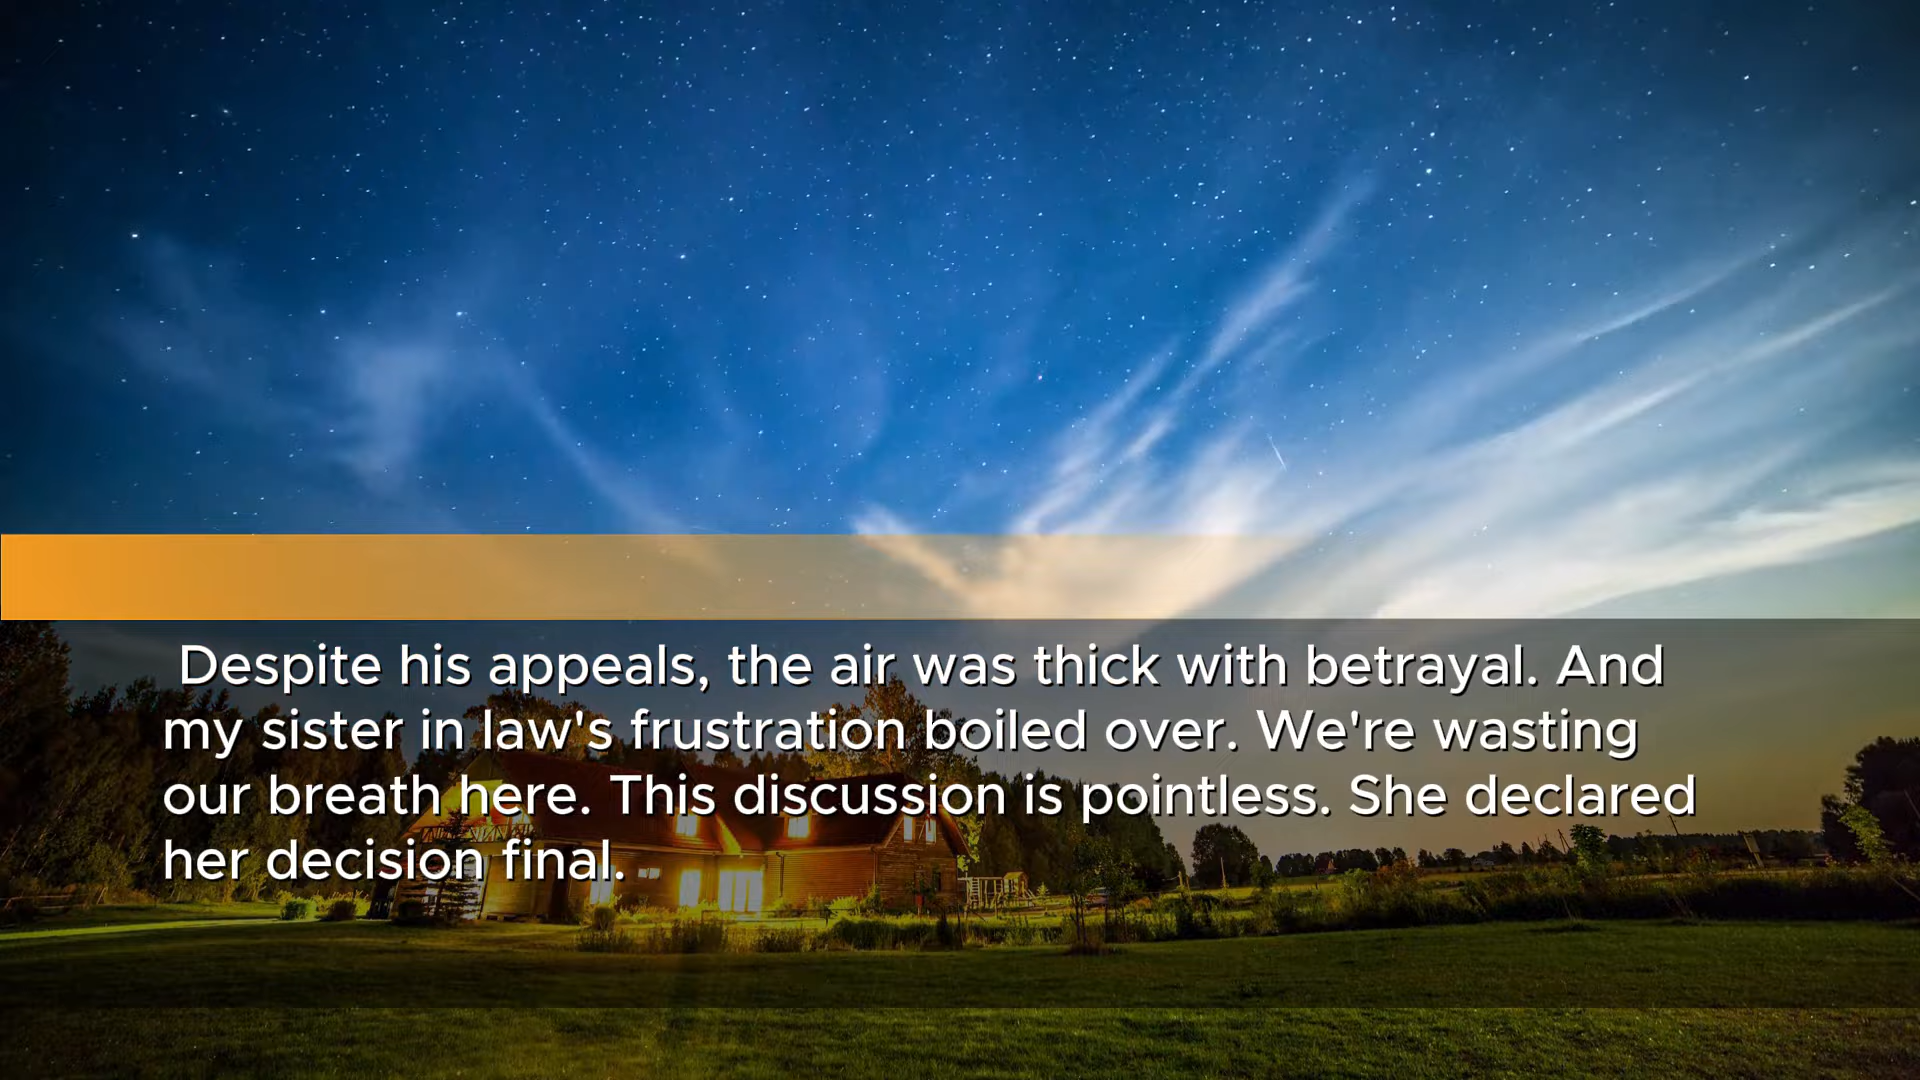 Despite his appeals, the air was thick with betrayal. And
my sister in law's frustration boiled over. We're wasting
our breath here. This discussion is pointless. She declared
her decision final.